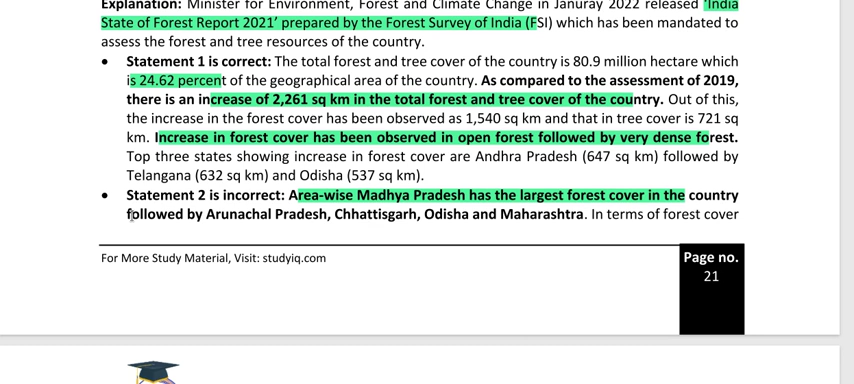 Explanation: Minister for Environment, Forest and Climate Change in Januray 2022 released 'India
State of Forest Report 2021' prepared by the Forest Survey of India (FSI) which has been mandated to
assess the forest and tree resources of the country.
• Statement 1 is correct: The total forest and tree cover of the country is 80.9 million hectare which
is 24.62 percent of the geographical area of the country. As compared to the assessment of 2019,
there is an increase of 2,261 sq km in the total forest and tree cover of the country. Out of this,
the increase in the forest cover has been observed as 1,540 sq km and that in tree cover is 721 sq
km. Increase in forest cover has been observed in open forest followed by very dense forest.
Top three states showing increase in forest cover are Andhra Pradesh (647 sq km) followed by
Telangana (632 sq km) and Odisha (537 sq km).
• Statement 2 is incorrect: Area-wise Madhya Pradesh has the largest forest cover in the country
followed by Arunachal Pradesh, Chhattisgarh, Odisha and Maharashtra. In terms of forest cover
For More Study Material, Visit: studyiq.com
Page no.
21